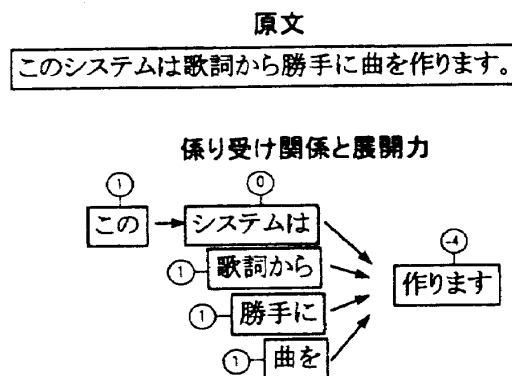 原文
このシステムは歌詞から勝手に曲を作ります。
係り受け関係と展開力
1
0
この
システムは
-4
1
歌詞から
作ります
1
勝手に
1
曲を